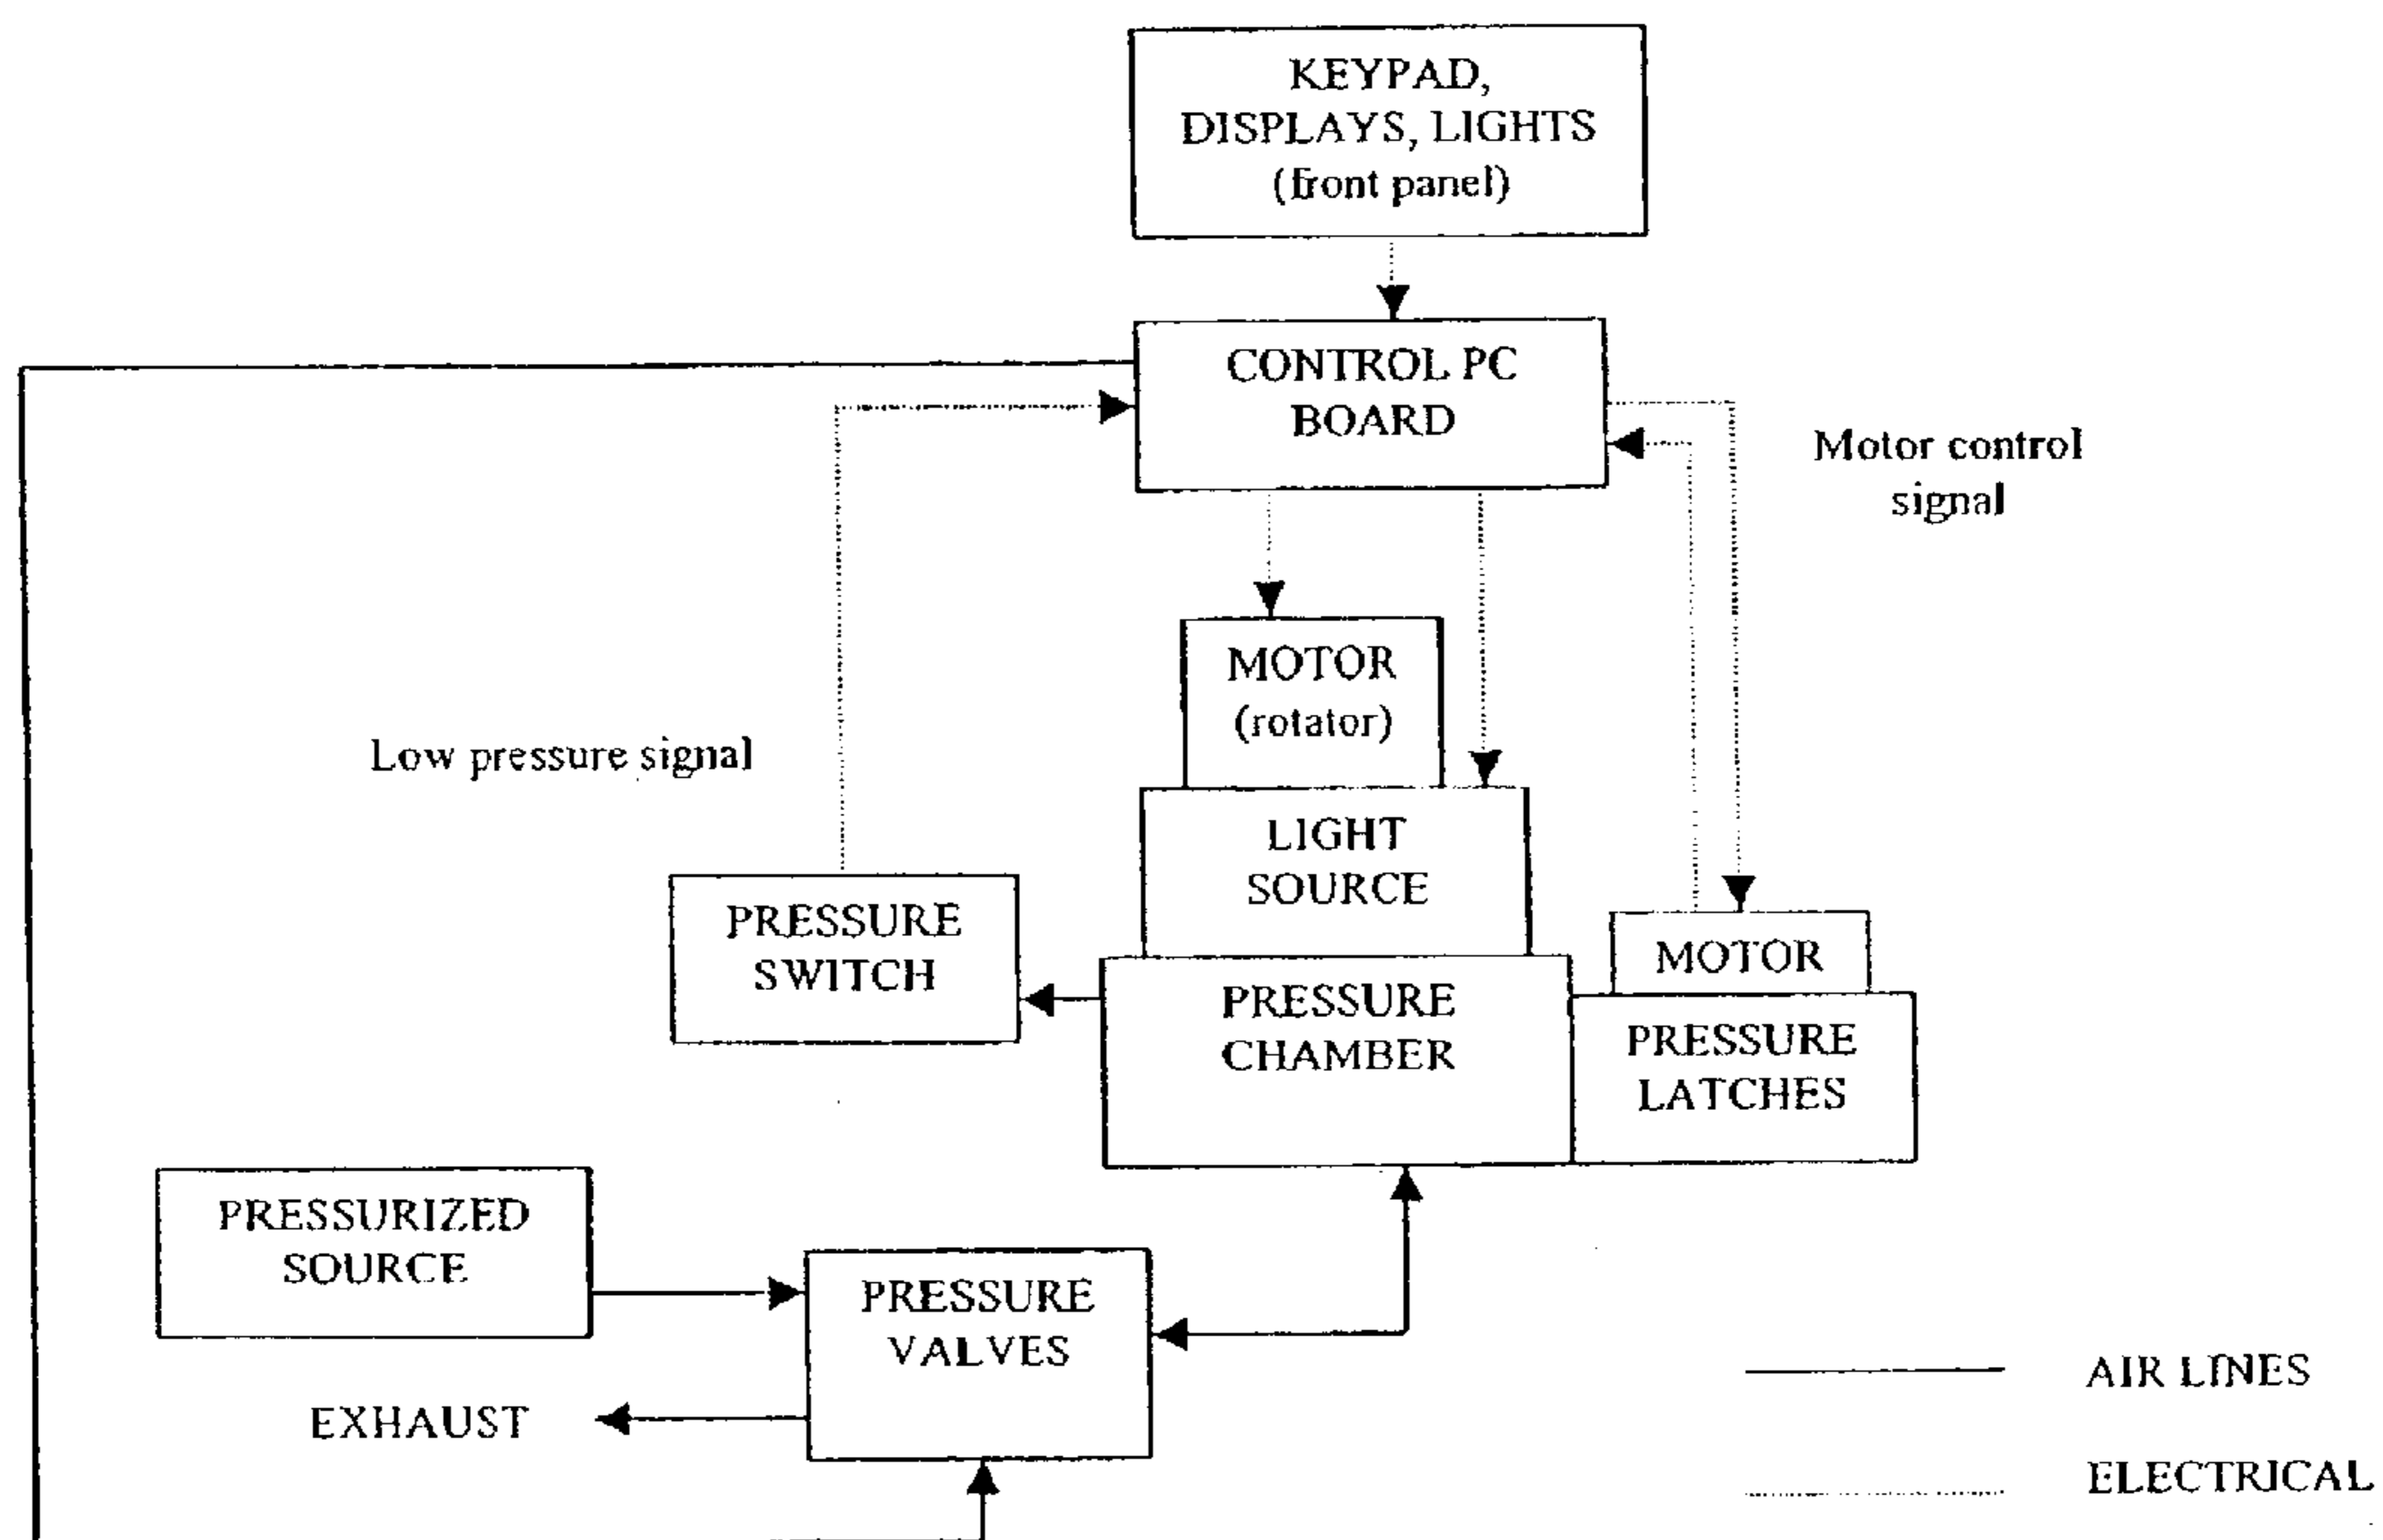 KEYPAD,
DISPLAYS, LIGHTS
(front panel)
CONTROL PC
BOARD
Motor control
signal
MOTOR
(rotator)
Low pressure signal
LIGHT
SOURCE
PRESSURE
SWITCH
MOTOR
PRESSURE
CHAMBER
PRESSURE
LATCHES
PRESSURIZED
SOURCE
PRESSURE
VALVES
EXHAUST
AIR LINES
ELECTRICAL